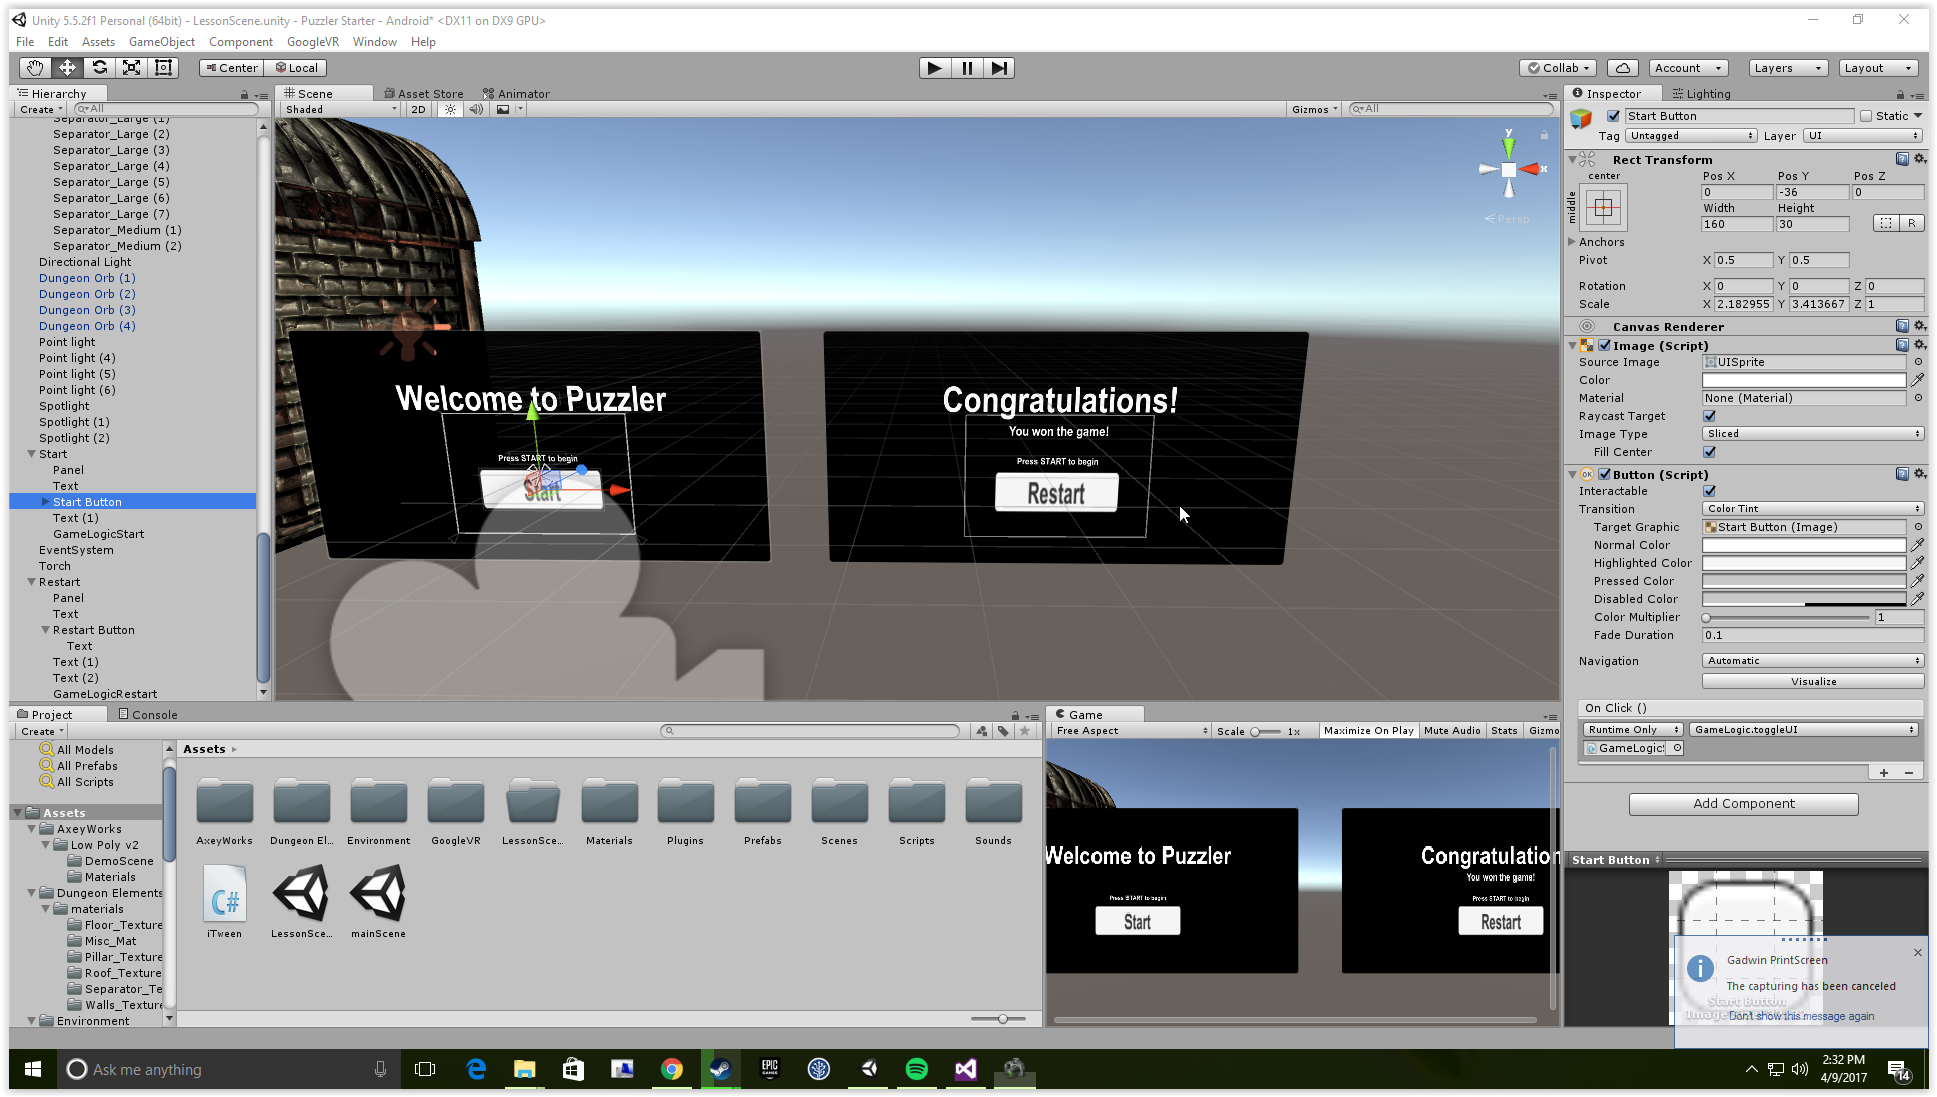 Unity 5.5.2f1 Personal (64bit) - LessonScene.unity - Puzzler Starter - Android* <DX11 on DX9 GPU>
File Edit Assets GameObject Component GoogleVR Window Help
Center Local
Collab Account Layers Layout
Hierarchy
Create All
Separator_Large (1)
Separator_Large (2)
Separator_Large (3)
Separator_Large (4)
Separator_Large (5)
Separator_Large (6)
Separator_Large (7)
Separator_Medium (1)
Separator_Medium (2)
Directional Light
Dungeon Orb (1)
Dungeon Orb (2)
Dungeon Orb (3)
Dungeon Orb (4)
Point light
Point light (4)
Point light (5)
Point light (6)
Spotlight
Spotlight (1)
Spotlight (2)
Start
Panel
Text
Start Button
Text (1)
GameLogicStart
EventSystem
Torch
Restart
Panel
Text
Restart Button
Text
Text (1)
Text (2)
GameLogicRestart
Scene Asset Store Animator
Shaded 2D Gizmos All
y
x
Persp
Welcome to Puzzler
Press START to begin
Start
Congratulations!
You won the game!
Press START to begin
Restart
Inspector Lighting
Start Button Static
Tag Untagged Layer UI
Rect Transform
center
middle
Pos X Pos Y Pos Z
0 -36 0
Width Height
160 30 R
Anchors
Pivot X 0.5 Y 0.5
Rotation X 0 Y 0 Z 0
Scale X 2.182955 Y 3.413667 Z 1
Canvas Renderer
Image (Script)
Source Image UISprite
Color
Material None (Material)
Raycast Target
Image Type Sliced
Fill Center
OK Button (Script)
Interactable
Transition Color Tint
Target Graphic Start Button (Image)
Normal Color
Highlighted Color
Pressed Color
Disabled Color
Color Multiplier 1
Fade Duration 0.1
Navigation Automatic
Visualize
On Click ()
Runtime Only GameLogic.toggleUI
GameLogicS
+ −
Add Component
Start Button
Start Button
Gadwin PrintScreen
The capturing has been canceled
Don't show this message again
Project Console
Create
All Models
All Prefabs
All Scripts
Assets
AxeyWorks
Low Poly v2
DemoScene
Materials
Dungeon Elements
materials
Floor_Texture
Misc_Mat
Pillar_Texture
Roof_Texture
Separator_Te
Walls_Texture
Environment
Assets
AxeyWorks Dungeon El... Environment GoogleVR LessonSce... Materials Plugins Prefabs Scenes Scripts Sounds
C#
iTween LessonSce... mainScene
Game
Free Aspect Scale 1x Maximize On Play Mute Audio Stats Gizmo
Welcome to Puzzler
Press START to begin
Start
Congratulation
You won the game!
Press START to begin
Restart
Ask me anything
EPIC GAMES
2:32 PM
4/9/2017
14